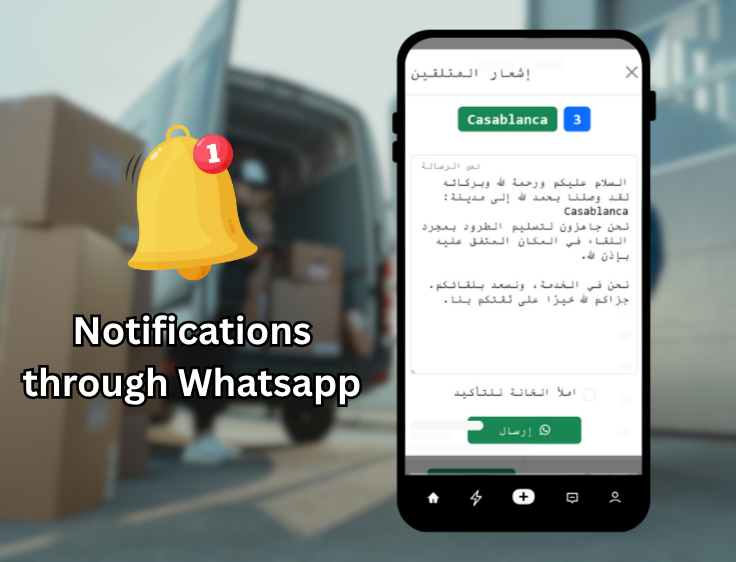 1
Notifications
through Whatsapp
إشعار المتلقين
Casablanca 3
نص الرسالة
السلام عليكم ورحمة الله وبركاته
لقد وصلنا بحمد الله إلى مدينة:
Casablanca
نحن جاهزون لتسليم الطرود بمجرد
اللقاء في المكان المتفق عليه
بإذن الله.
نحن في الخدمة، ونسعد بلقائكم.
جزاكم الله خيرًا على ثقتكم بنا.
املأ الخانة للتأكيد
إرسال